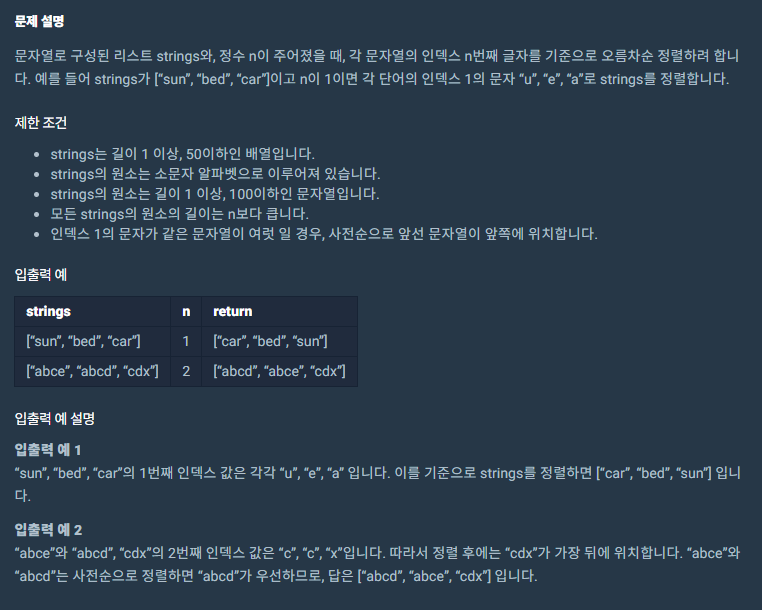 문제 설명
문자열로 구성된 리스트 strings와, 정수 n이 주어졌을 때, 각 문자열의 인덱스 n번째 글자를 기준으로 오름차순 정렬하려 합니
다. 예를 들어 strings가 [“sun”, “bed”, “car”]이고 n이 1이면 각 단어의 인덱스 1의 문자 “u”, “e”, “a”로 strings를 정렬합니다.
제한 조건
• strings는 길이 1 이상, 50이하인 배열입니다.
• strings의 원소는 소문자 알파벳으로 이루어져 있습니다.
• strings의 원소는 길이 1 이상, 100이하인 문자열입니다.
• 모든 strings의 원소의 길이는 n보다 큽니다.
• 인덱스 1의 문자가 같은 문자열이 여럿 일 경우, 사전순으로 앞선 문자열이 앞쪽에 위치합니다.
입출력 예
strings n return
[“sun”, “bed”, “car”] 1 [“car”, “bed”, “sun”]
[“abce”, “abcd”, “cdx”] 2 [“abcd”, “abce”, “cdx”]
입출력 예 설명
입출력 예 1
“sun”, “bed”, “car”의 1번째 인덱스 값은 각각 “u”, “e”, “a” 입니다. 이를 기준으로 strings를 정렬하면 [“car”, “bed”, “sun”] 입니
다.
입출력 예 2
“abce”와 “abcd”, “cdx”의 2번째 인덱스 값은 “c”, “c”, “x”입니다. 따라서 정렬 후에는 “cdx”가 가장 뒤에 위치합니다. “abce”와
“abcd”는 사전순으로 정렬하면 “abcd”가 우선하므로, 답은 [“abcd”, “abce”, “cdx”] 입니다.